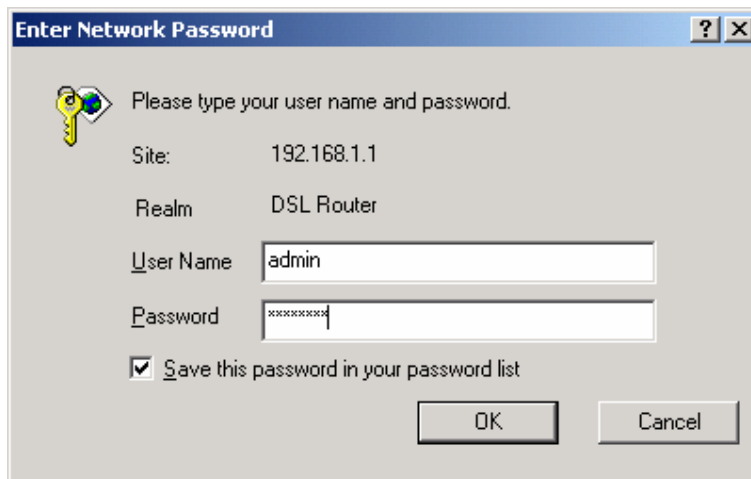 Enter Network Password
Please type your user name and password.
Site: 192.168.1.1
Realm DSL Router
User Name admin
Password ********
Save this password in your password list
OK Cancel